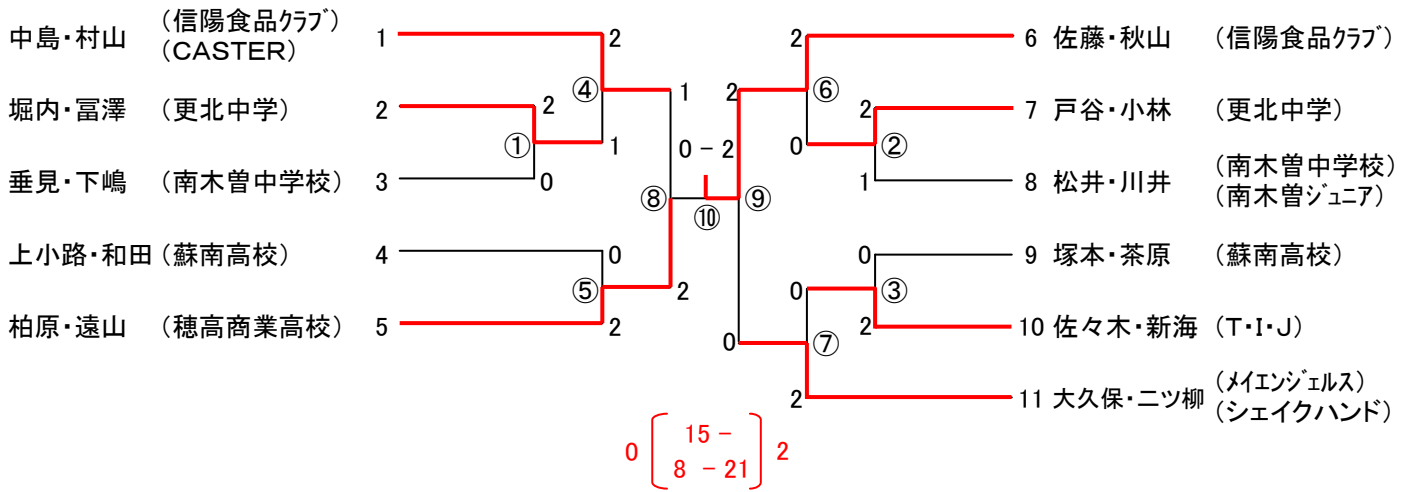 中島・村山 (信陽食品クラブ) (CASTER) 1
堀内・冨澤 (更北中学) 2
垂見・下嶋 (南木曽中学校) 3
上小路・和田 (蘇南高校) 4
柏原・遠山 (穂高商業高校) 5
2
④
1
2
①
1
0
0
⑤
2
1
⑧
2
0 − 2
⑩
2
⑨
0
2
⑥
0
2
②
1
0
③
2
0
⑦
2
6 佐藤・秋山 (信陽食品クラブ)
7 戸谷・小林 (更北中学)
8 松井・川井 (南木曽中学校) (南木曽ジュニア)
9 塚本・茶原 (蘇南高校)
10 佐々木・新海 (T・I・J)
11 大久保・二ツ柳 (メイエンジェルス) (シェイクハンド)
15 −
0 2
8 − 21